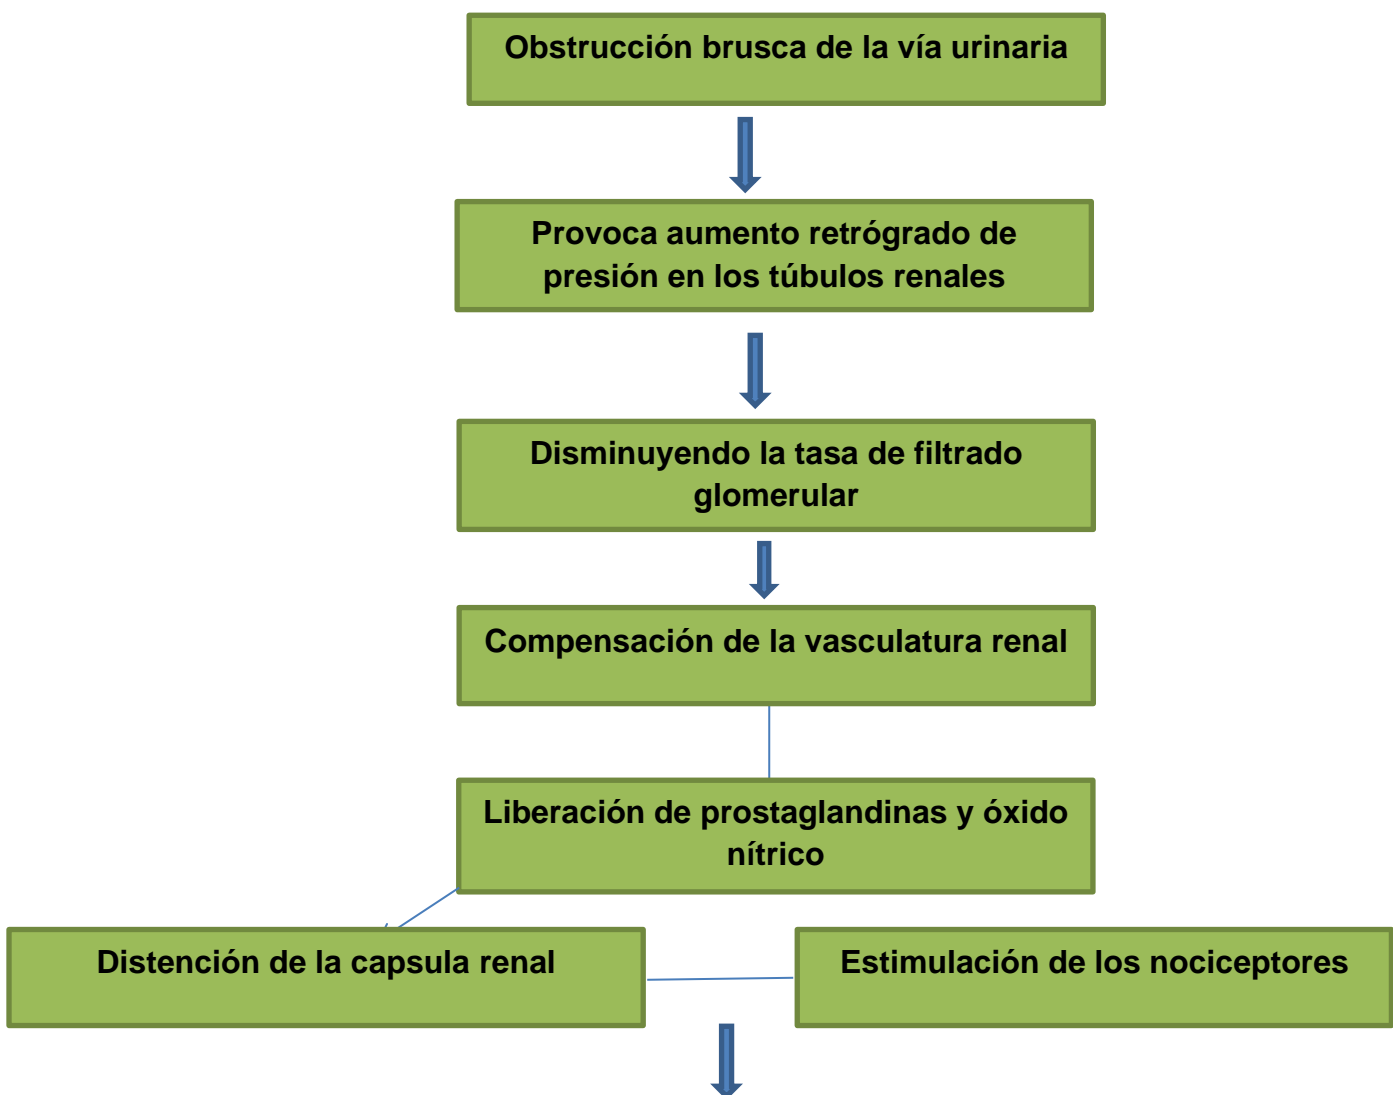 Obstrucción brusca de la vía urinaria
Provoca aumento retrógrado de
presión en los túbulos renales
Disminuyendo la tasa de filtrado
glomerular
Compensación de la vasculatura renal
Liberación de prostaglandinas y óxido
nítrico
Distención de la capsula renal
Estimulación de los nociceptores